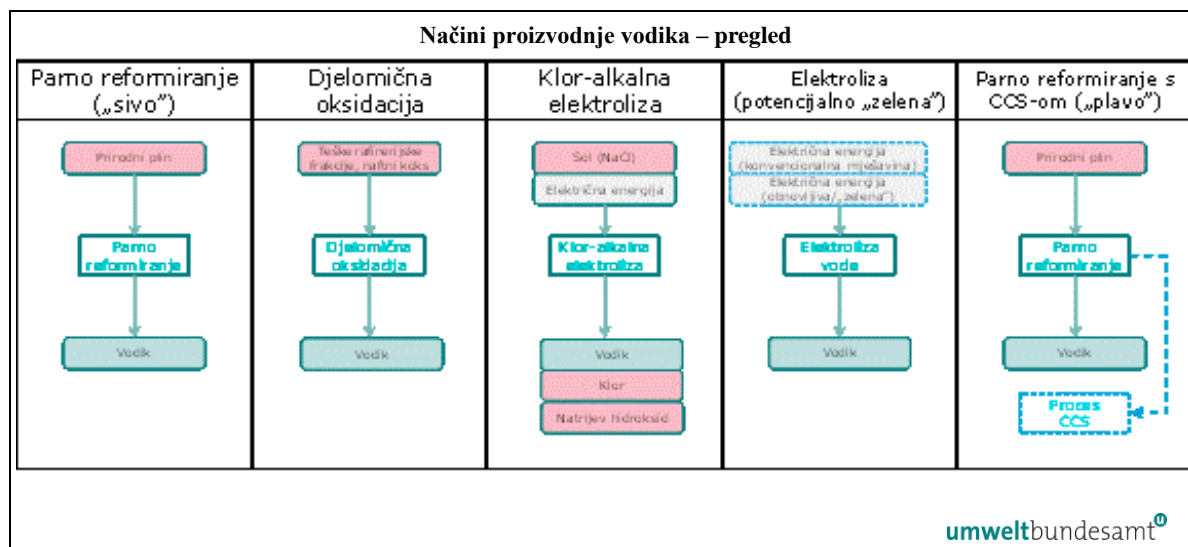 Načini proizvodnje vodika – pregled
Parno reformiranje
(„sivo”)
Prirodni plin
Parno
reformiranje
Vodik
Djelomična
oksidacija
Teške rafinerijske
frakcije, naftni koks
Djelomična
oksidacija
Vodik
Klor-alkalna
elektroliza
Sol (NaCl)
Električna energija
Klor-alkalna
elektroliza
Vodik
Klor
Natrijev hidroksid
Elektroliza
(potencijalno „zelena”)
Električna energija
(konvencionalna mješavina)
Električna energija
(obnovljiva/„zelena”)
Elektroliza
vode
Vodik
Parno reformiranje s
CCS-om („plavo”)
Prirodni plin
Parno
reformiranje
Vodik
Proces
CCS
umweltbundesamt
u